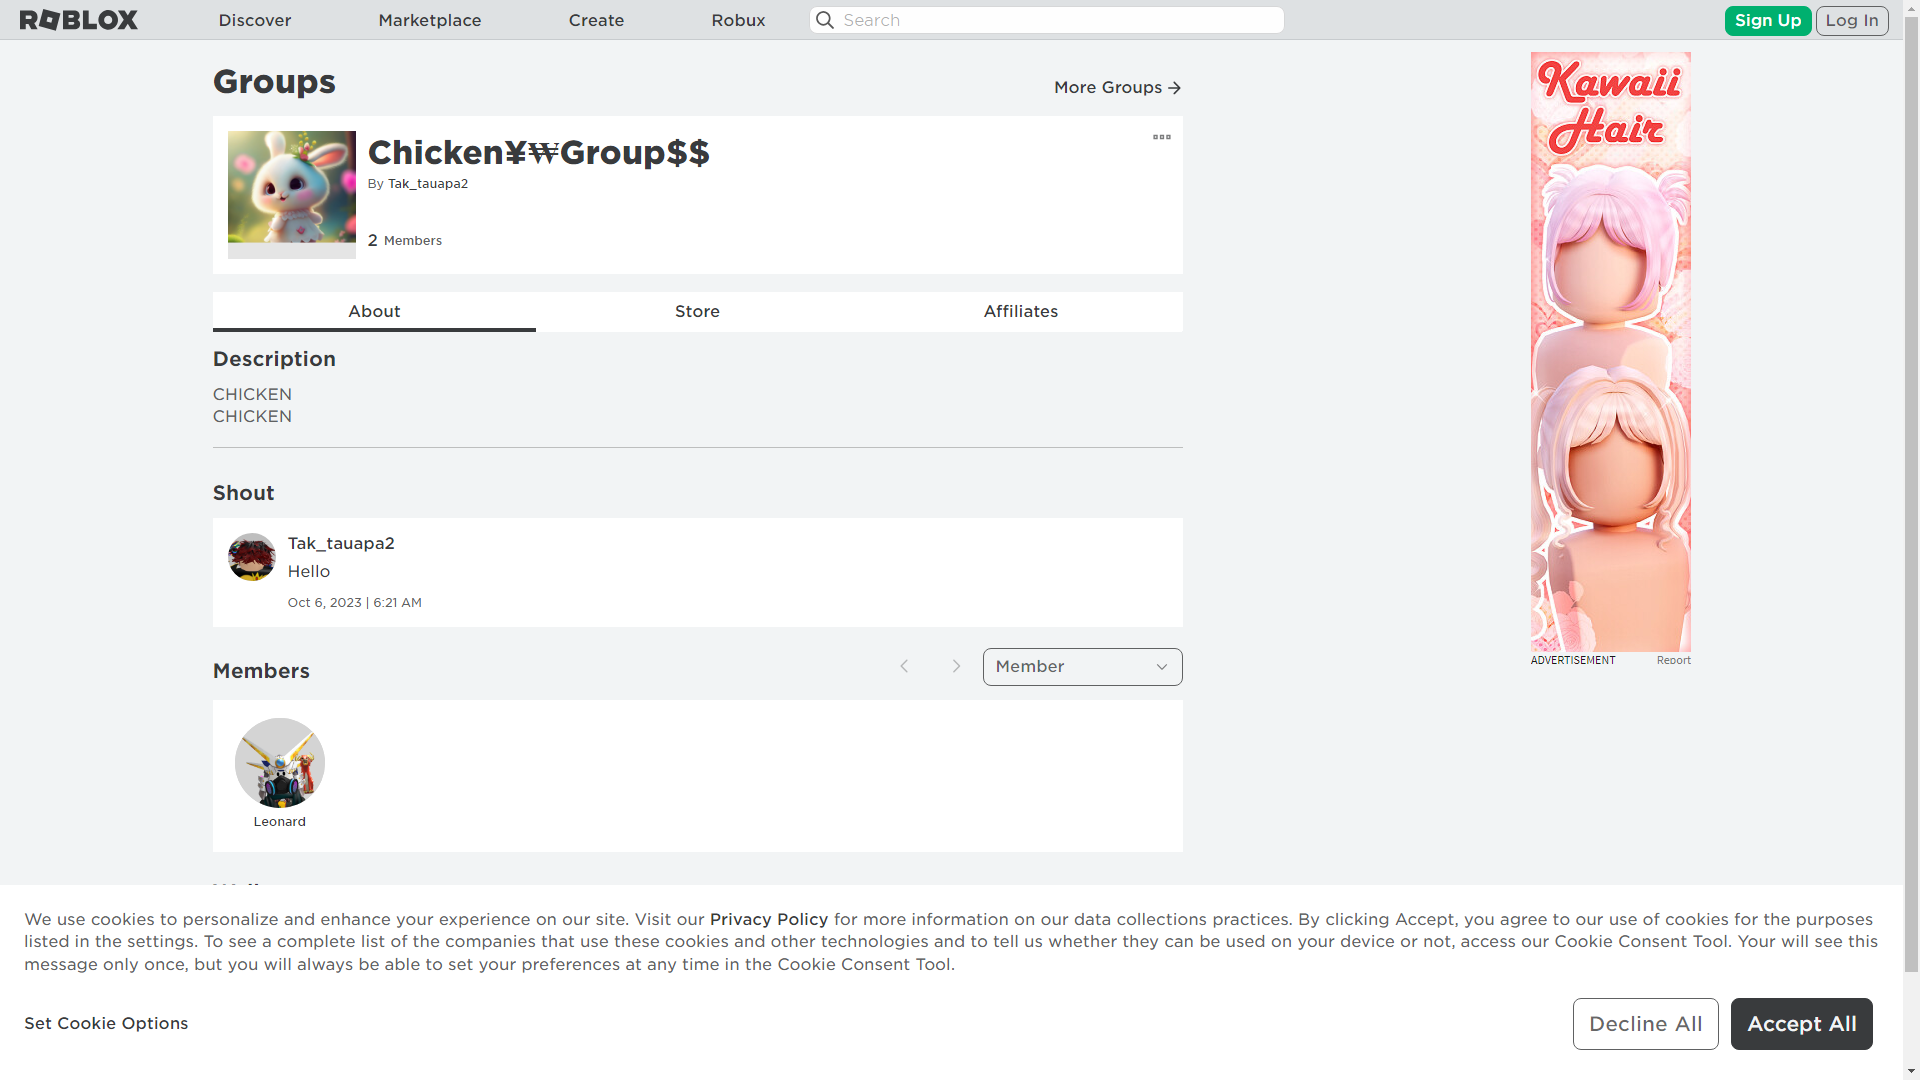 ROBLOX
Discover
Marketplace
Create
Robux
Search
Sign Up
Log In
Groups
More Groups
Chicken¥₩Group$$
By Tak_tauapa2
2 Members
About
Store
Affiliates
Description
CHICKEN
CHICKEN
Shout
Tak_tauapa2
Hello
Oct 6, 2023 | 6:21 AM
Members
Member
Leonard
Kawaii
Hair
ADVERTISEMENT
Report
We use cookies to personalize and enhance your experience on our site. Visit our Privacy Policy for more information on our data collections practices. By clicking Accept, you agree to our use of cookies for the purposes
listed in the settings. To see a complete list of the companies that use these cookies and other technologies and to tell us whether they can be used on your device or not, access our Cookie Consent Tool. Your will see this
message only once, but you will always be able to set your preferences at any time in the Cookie Consent Tool.
Set Cookie Options
Decline All
Accept All